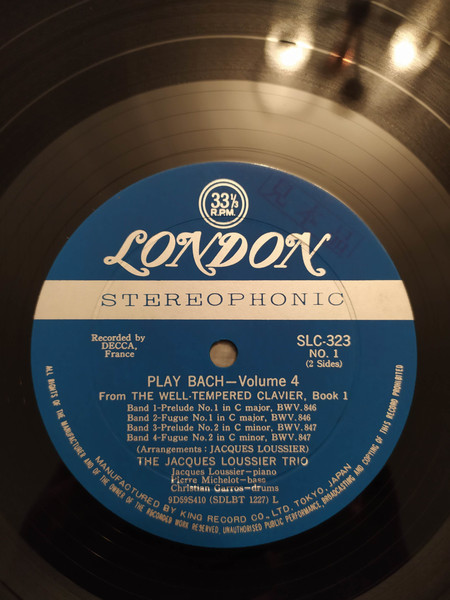 33⅓
R.P.M.
見本品
LONDON
STEREOPHONIC
Recorded by
DECCA,
France
SLC-323
NO. 1
(2 Sides)
PLAY BACH—Volume 4
From THE WELL-TEMPERED CLAVIER, Book 1
Band 1-Prelude No.1 in C major, BWV.846
Band 2-Fugue No.1 in C major, BWV.846
Band 3-Prelude No.2 in C minor, BWV.847
Band 4-Fugue No.2 in C minor, BWV.847
(Arrangements : JACQUES LOUSSIER)
THE JACQUES LOUSSIER TRIO
Jacques Loussier—piano
Pierre Michelot—bass
Christian Garros—drums
9D69S410 (SDLBT 1227) L
MANUFACTURED BY KING RECORD CO., LTD. TOKYO, JAPAN
ALL RIGHTS OF THE MANUFACTURER AND OF THE OWNER OF THE RECORDED WORK RESERVED. UNAUTHORISED PUBLIC PERFORMANCE, BROADCASTING AND COPYING OF THIS RECORD PROHIBITED